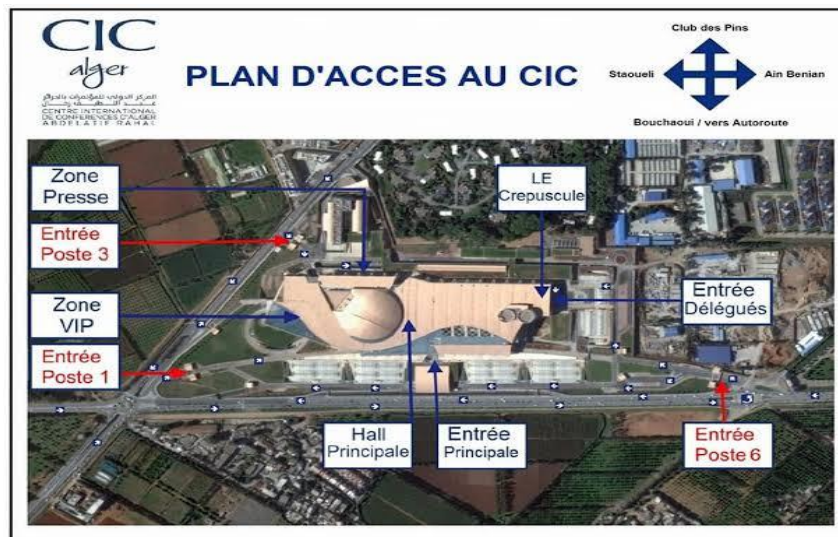 CIC
alger
المركز الدولي للمؤتمرات بالجزائر
عبد اللطيف رحال
CENTRE INTERNATIONAL
DE CONFÉRENCES D'ALGER
ABDELATIF RAHAL
PLAN D'ACCES AU CIC
Club des Pins
Staoueli
Ain Benian
Bouchaoui / vers Autoroute
Zone
Presse
LE
Crepuscule
Entrée
Poste 3
Zone
VIP
Entrée
Délégués
Entrée
Poste 1
Hall
Principale
Entrée
Principale
Entrée
Poste 6